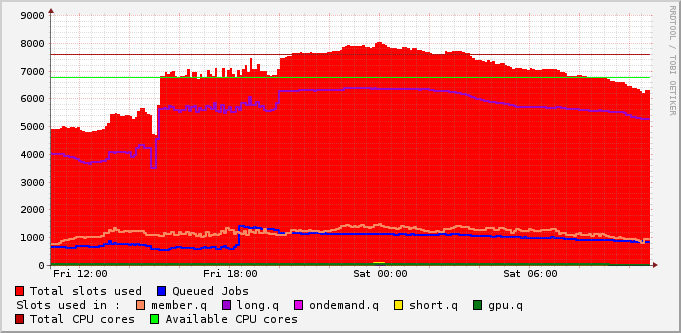 9000
8000
7000
6000
5000
4000
3000
2000
1000
0
Fri 12:00 Fri 18:00 Sat 00:00 Sat 06:00
RRDTOOL / TOBI OETIKER
Total slots used Queued Jobs
Slots used in : member.q long.q ondemand.q short.q gpu.q
Total CPU cores Available CPU cores